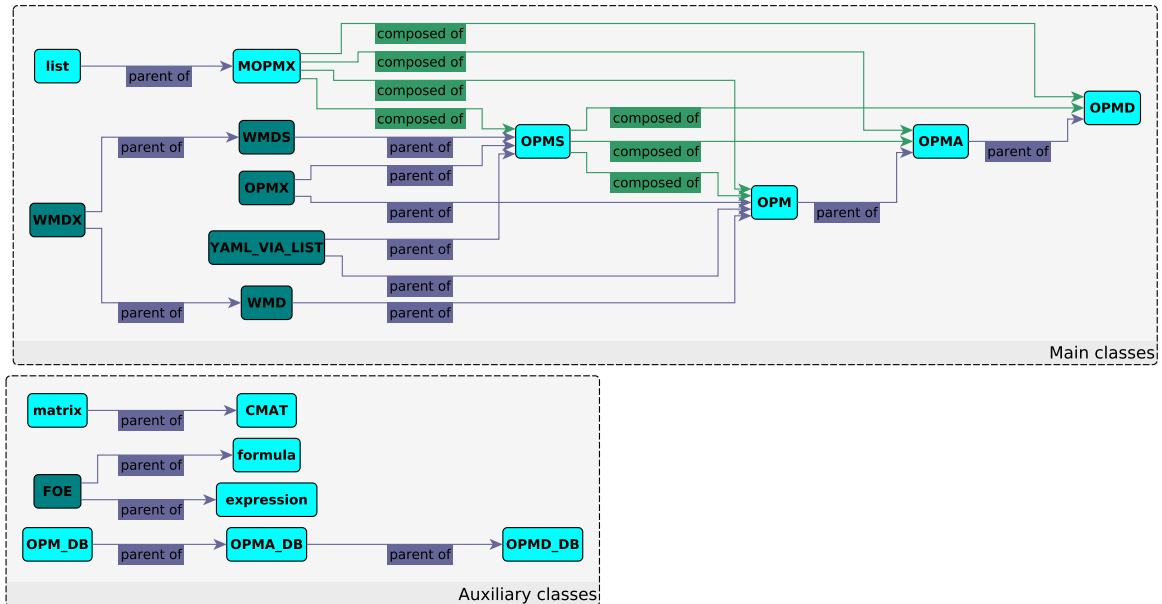 composed of
list
parent of
MOPMX
composed of
composed of
OPMD
composed of
composed of
WMDS
parent of
OPMS
composed of
OPMA
parent of
parent of
OPMX
parent of
composed of
WMDX
parent of
OPM
parent of
YAML_VIA_LIST
parent of
parent of
parent of
WMD
parent of
Main classes
matrix
parent of
CMAT
formula
parent of
FOE
expression
parent of
OPM_DB
parent of
OPMA_DB
parent of
OPMD_DB
Auxiliary classes